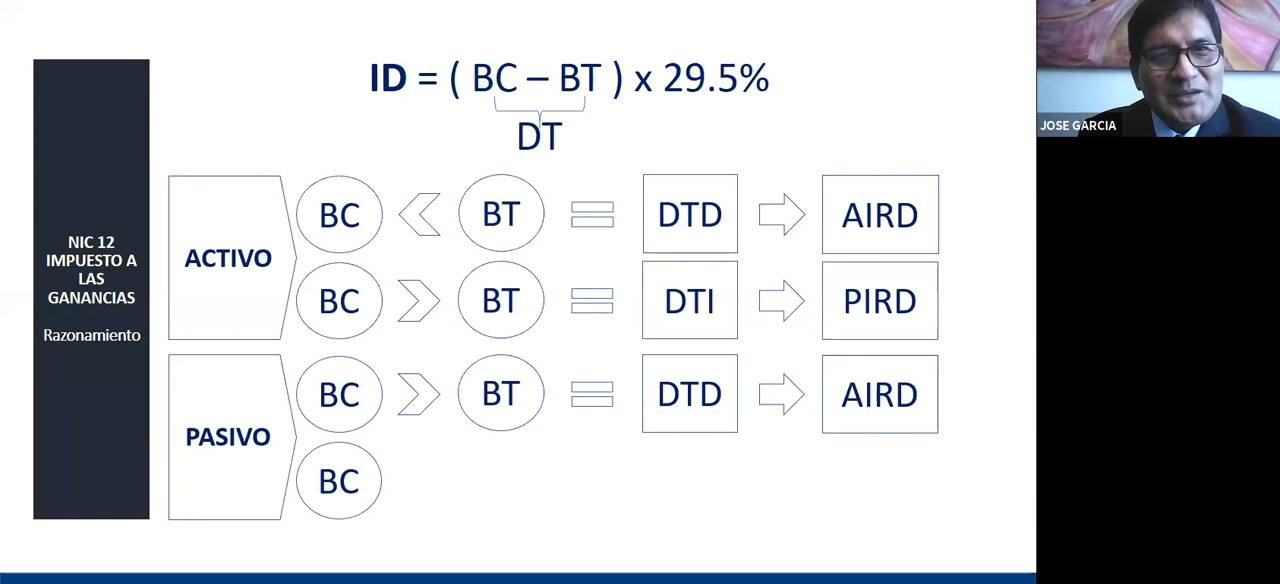 ID = ( BC – BT ) x 29.5%
DT
JOSE GARCIA
NIC 12
IMPUESTO A
LAS
GANANCIAS
Razonamiento
ACTIVO
BC < BT = DTD AIRD
BC > BT = DTI PIRD
PASIVO
BC > BT = DTD AIRD
BC